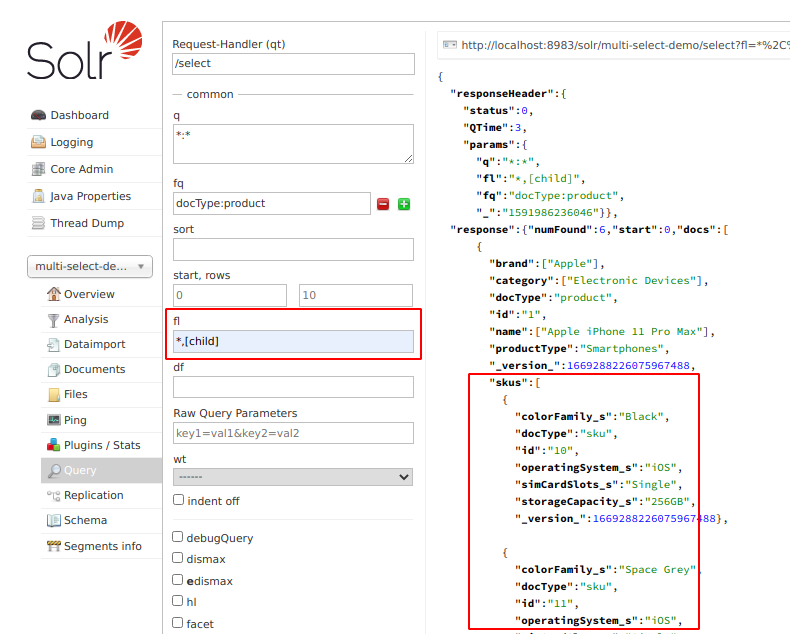 Solr
Dashboard
Logging
Core Admin
Java Properties
Thread Dump
multi-select-de...
Overview
Analysis
Dataimport
Documents
Files
Ping
Plugins / Stats
Query
Replication
Schema
Segments info
Request-Handler (qt)
/select
common
q
*:*
fq
docType:product
sort
start, rows
0
10
fl
*,[child]
df
Raw Query Parameters
key1=val1&key2=val2
wt
------
indent off
debugQuery
dismax
edismax
hl
facet
http://localhost:8983/solr/multi-select-demo/select?fl=*%2C%
{
"responseHeader":{
"status":0,
"QTime":3,
"params":{
"q":"*:*",
"fl":"*,[child]",
"fq":"docType:product",
"_":"1591986236046"}},
"response":{"numFound":6,"start":0,"docs":[
{
"brand":["Apple"],
"category":["Electronic Devices"],
"docType":"product",
"id":"1",
"name":["Apple iPhone 11 Pro Max"],
"productType":"Smartphones",
"_version_":1669288226075967488,
"skus":[
{
"colorFamily_s":"Black",
"docType":"sku",
"id":"10",
"operatingSystem_s":"iOS",
"simCardSlots_s":"Single",
"storageCapacity_s":"256GB",
"_version_":1669288226075967488},
{
"colorFamily_s":"Space Grey",
"docType":"sku",
"id":"11",
"operatingSystem_s":"iOS",